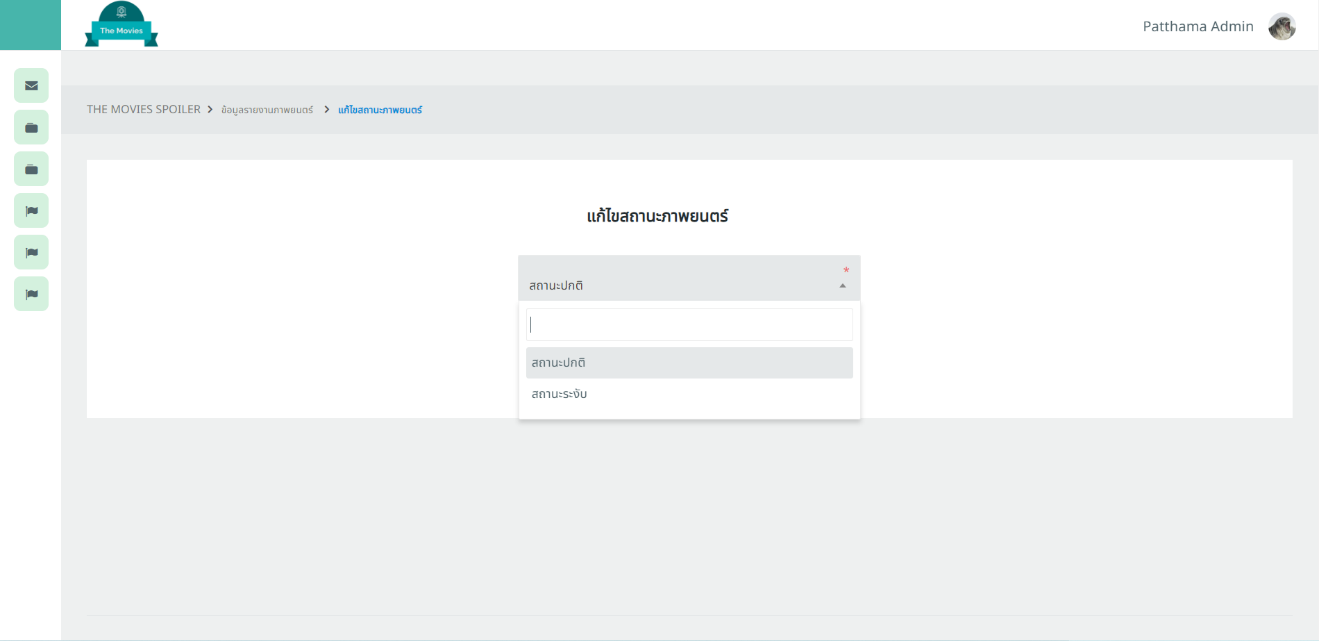 The Movies
Patthama Admin
THE MOVIES SPOILER > ข้อมูลรายงานภาพยนตร์ > แก้ไขสถานะภาพยนตร์
แก้ไขสถานะภาพยนตร์
*
สถานะปกติ
สถานะปกติ
สถานะระงับ